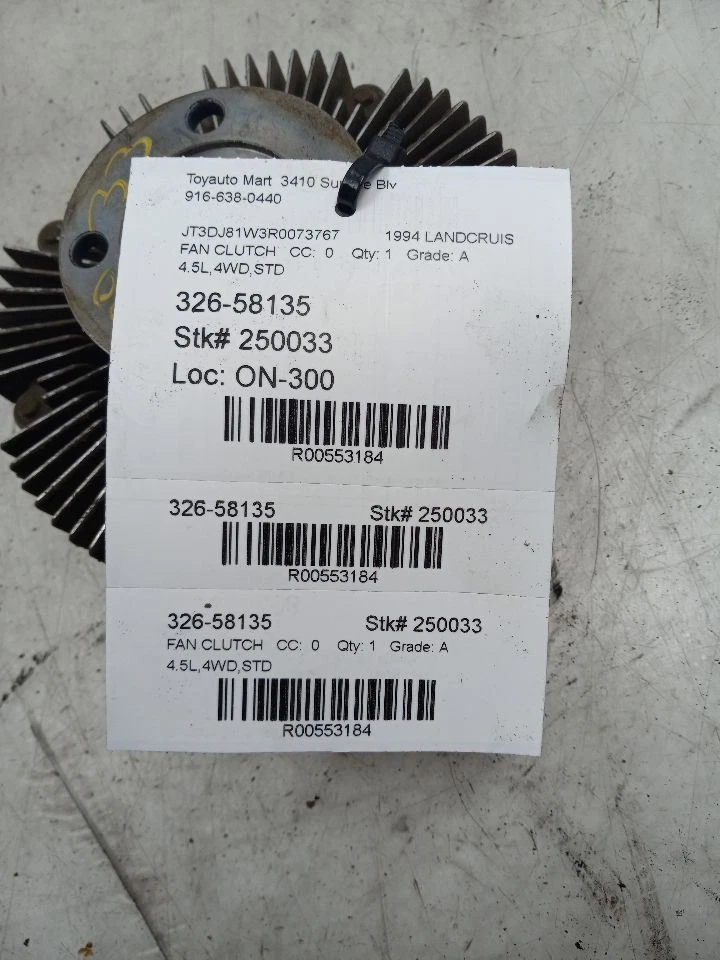 Toyauto Mart 3410 Blv
916-638-0440
JT3DJ81W3R0073767 1994 LANDCRUIS
FAN CLUTCH CC: 0 Qty: 1 Grade: A
4.5L,4WD,STD
326-58135
Stk# 250033
Loc: ON-300
R00553184
326-58135 Stk# 250033
R00553184
326-58135 Stk# 250033
FAN CLUTCH CC: 0 Qty: 1 Grade: A
4.5L,4WD,STD
R00553184